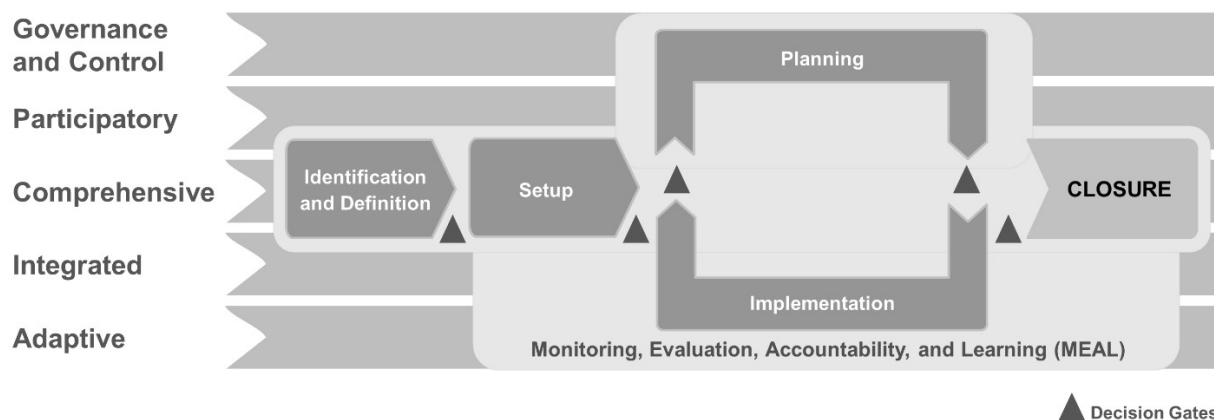 Governance
and Control
Planning
Participatory
Identification
and Definition
Setup
Comprehensive
CLOSURE
Integrated
Implementation
Adaptive
Monitoring, Evaluation, Accountability, and Learning (MEAL)
Decision Gates